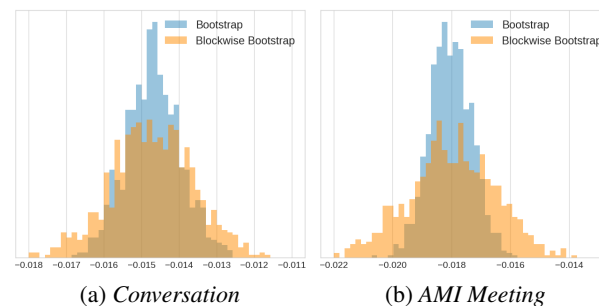 Bootstrap
Blockwise Bootstrap
−0.018 −0.017 −0.016 −0.015 −0.014 −0.013 −0.012 −0.011
(a) Conversation
Bootstrap
Blockwise Bootstrap
−0.022 −0.020 −0.018 −0.016 −0.014
(b) AMI Meeting